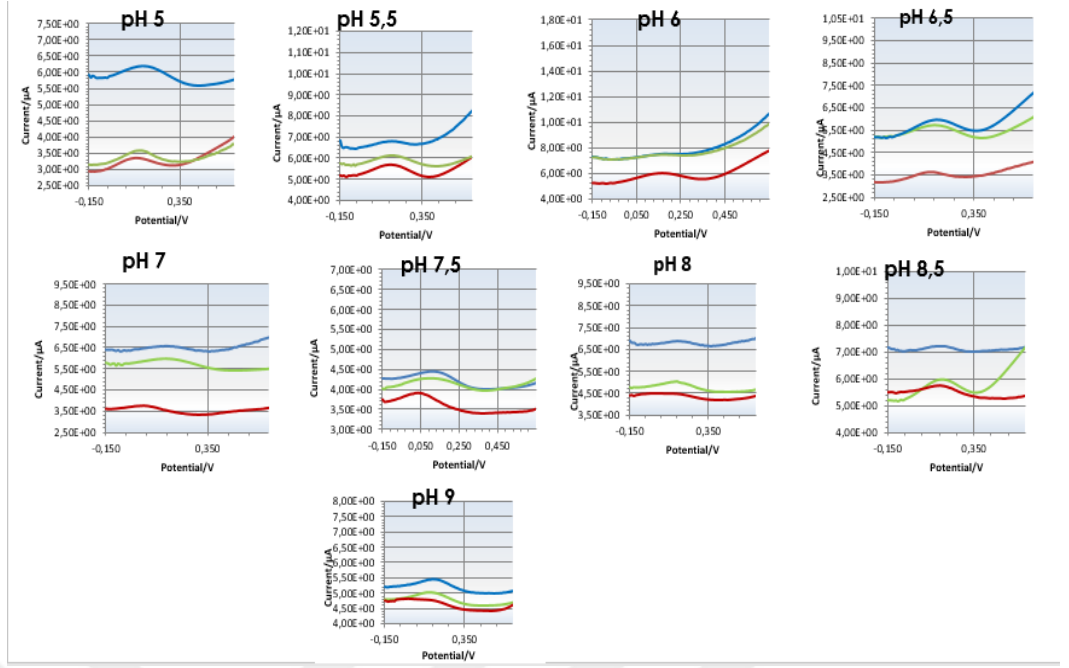 pH 5
7,50E+00
7,00E+00
6,50E+00
6,00E+00
5,50E+00
5,00E+00
4,50E+00
4,00E+00
3,50E+00
3,00E+00
2,50E+00
Current/µA
-0,150 0,350
Potential/V
pH 5,5
1,20E+01
1,10E+01
1,00E+01
9,00E+00
8,00E+00
7,00E+00
6,00E+00
5,00E+00
4,00E+00
Current/µA
-0,150 0,350
Potential/V
pH 6
1,80E+01
1,60E+01
1,40E+01
1,20E+01
1,00E+01
8,00E+00
6,00E+00
4,00E+00
Current/µA
-0,150 0,050 0,250 0,450
Potential/V
pH 6,5
1,05E+01
9,50E+00
8,50E+00
7,50E+00
6,50E+00
5,50E+00
4,50E+00
3,50E+00
2,50E+00
Current/µA
-0,150 0,350
Potential/V
pH 7
9,50E+00
8,50E+00
7,50E+00
6,50E+00
5,50E+00
4,50E+00
3,50E+00
2,50E+00
Current/µA
-0,150 0,350
Potential/V
pH 7,5
7,00E+00
6,50E+00
6,00E+00
5,50E+00
5,00E+00
4,50E+00
4,00E+00
3,50E+00
3,00E+00
Current/µA
-0,150 0,050 0,250 0,450
Potential/V
pH 8
9,50E+00
8,50E+00
7,50E+00
6,50E+00
5,50E+00
4,50E+00
3,50E+00
Current/µA
-0,150 0,350
Potential/V
pH 8,5
1,00E+01
9,00E+00
8,00E+00
7,00E+00
6,00E+00
5,00E+00
4,00E+00
Current/µA
-0,150 0,350
Potential/V
pH 9
8,00E+00
7,50E+00
7,00E+00
6,50E+00
6,00E+00
5,50E+00
5,00E+00
4,50E+00
4,00E+00
Current/µA
-0,150 0,350
Potential/V